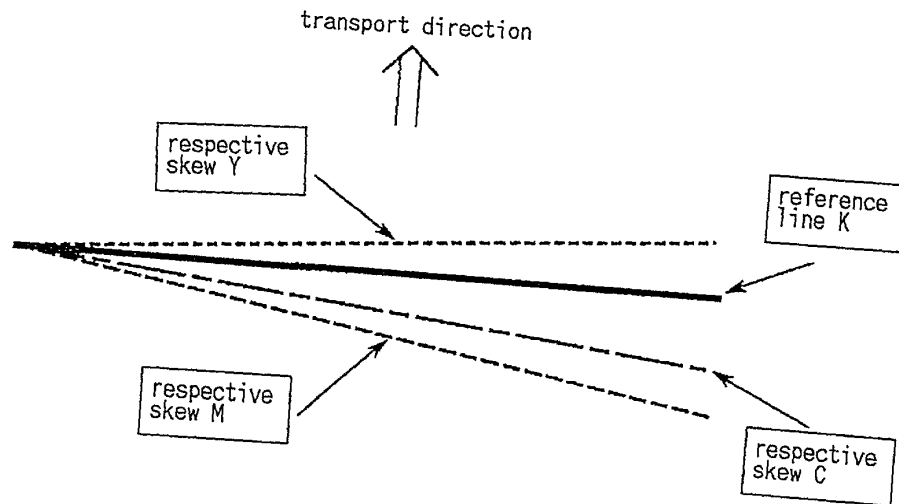 transport direction
respective
skew Y
reference
line K
respective
skew M
respective
skew C